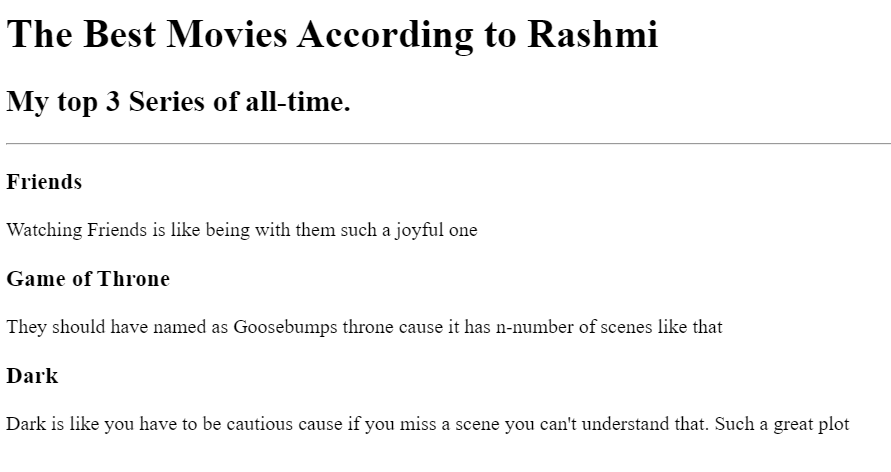 The Best Movies According to Rashmi
My top 3 Series of all-time.
Friends
Watching Friends is like being with them such a joyful one
Game of Throne
They should have named as Goosebumps throne cause it has n-number of scenes like that
Dark
Dark is like you have to be cautious cause if you miss a scene you can't understand that. Such a great plot